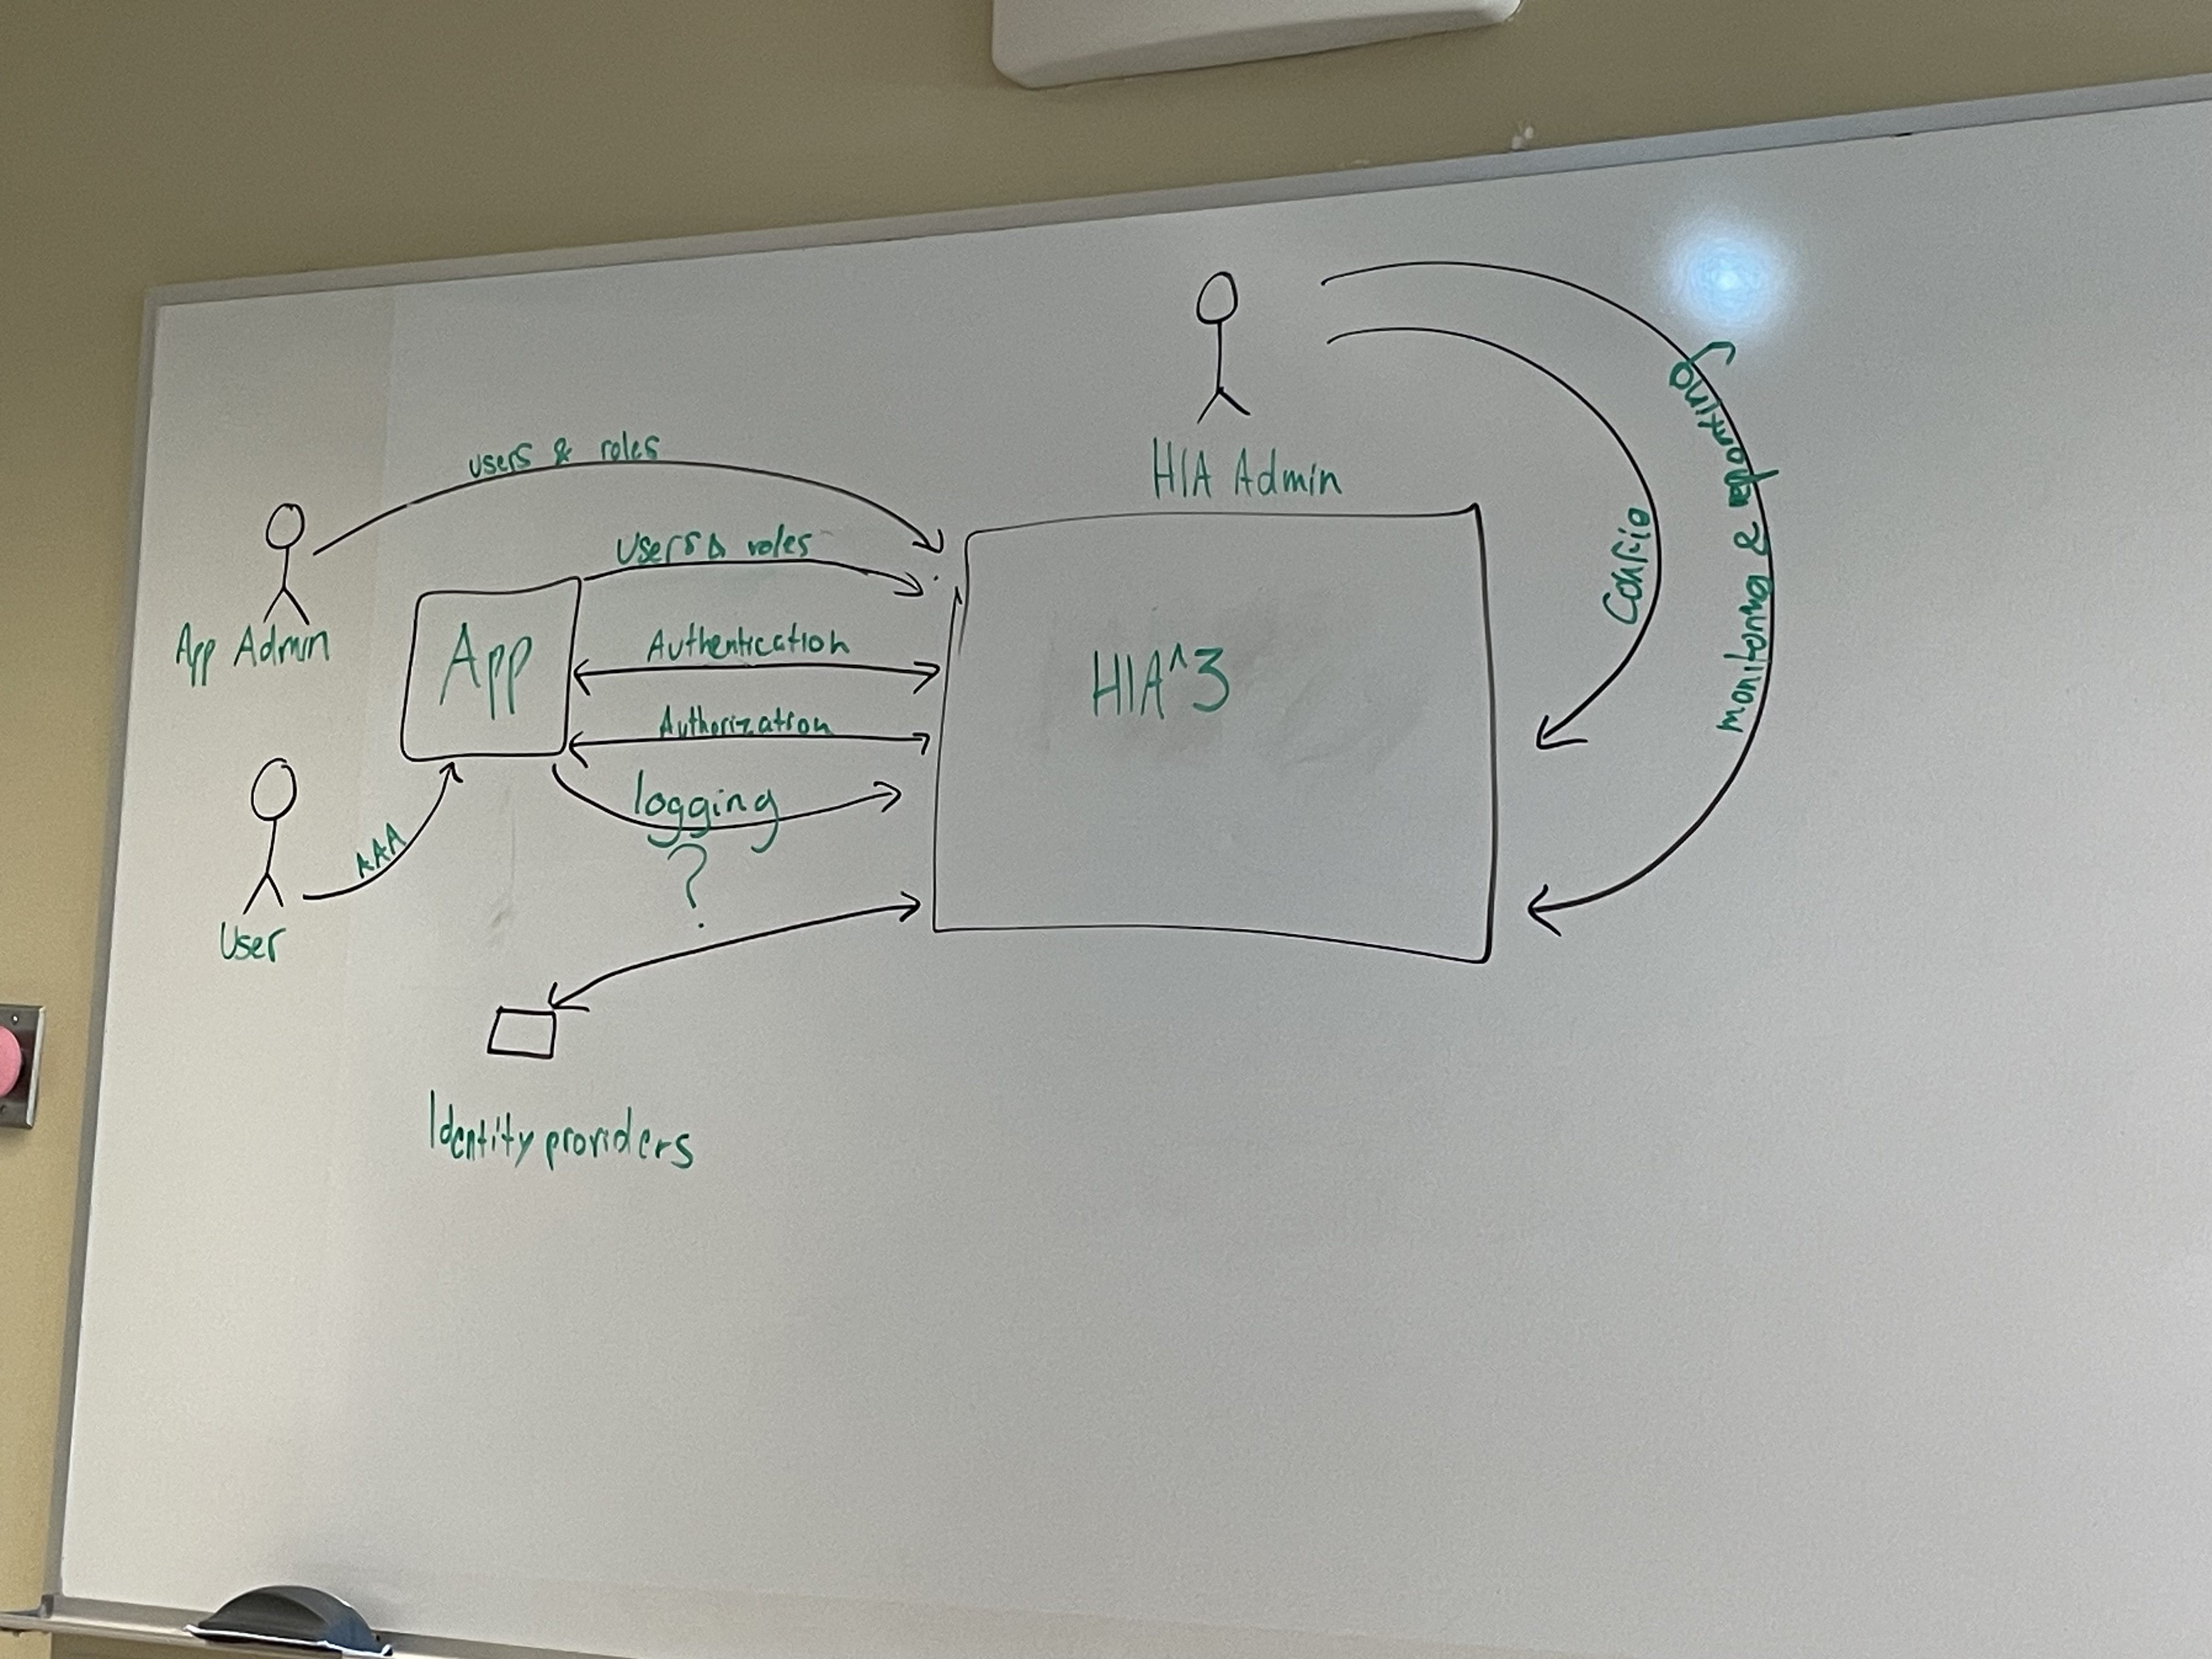 HIA Admin
users & roles
Users & roles
App Admin
App
Authentication
Authorization
logging
?
AAA
User
HIA^3
Config
monitoring & reporting
Identity providers